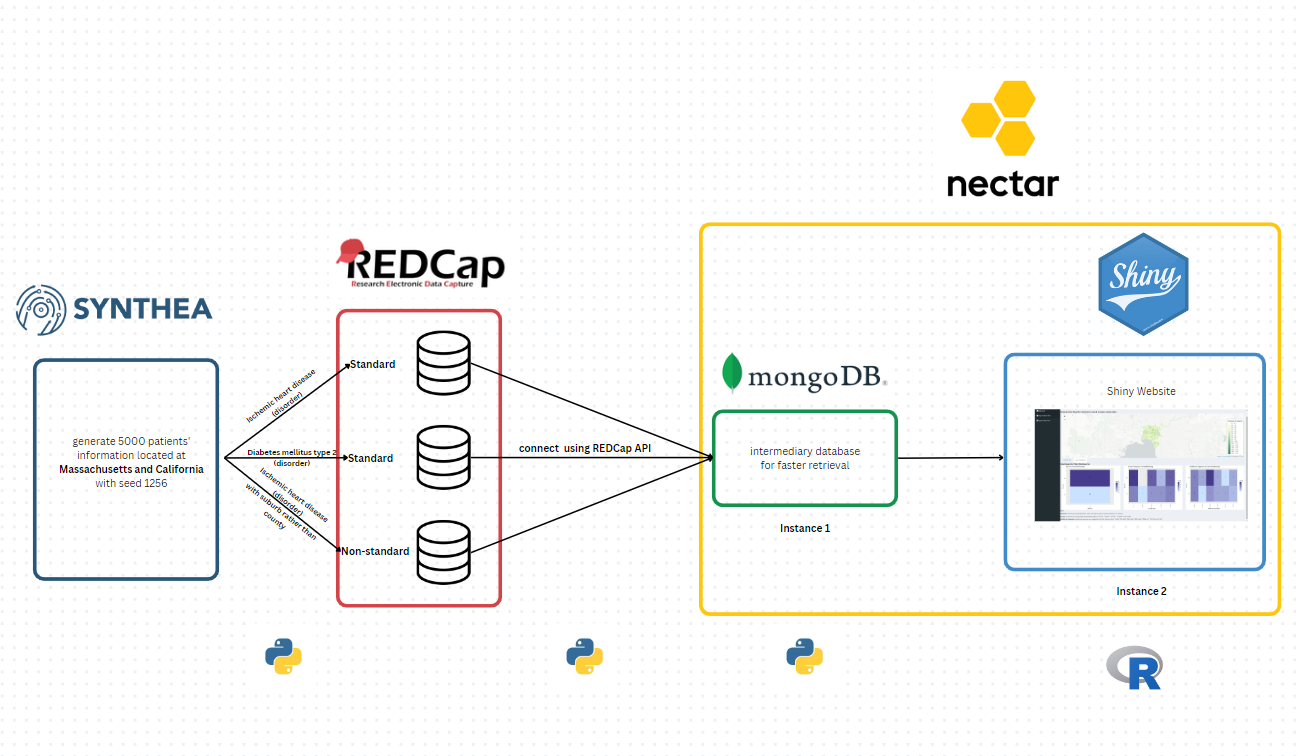 nectar
Shiny
REDCap
Research Electronic Data Capture
SYNTHEA
mongoDB®
Shiny Website
generate 5000 patients'
information located at
Massachusetts and California
with seed 1256
Ischemic heart disease
(disorder)
Diabetes mellitus type 2
(disorder)
Ischemic heart disease
(disorder)
with suburb rather than
county
Standard
Standard
Non-standard
connect using REDCap API
intermediary database
for faster retrieval
Instance 1
Instance 2
R